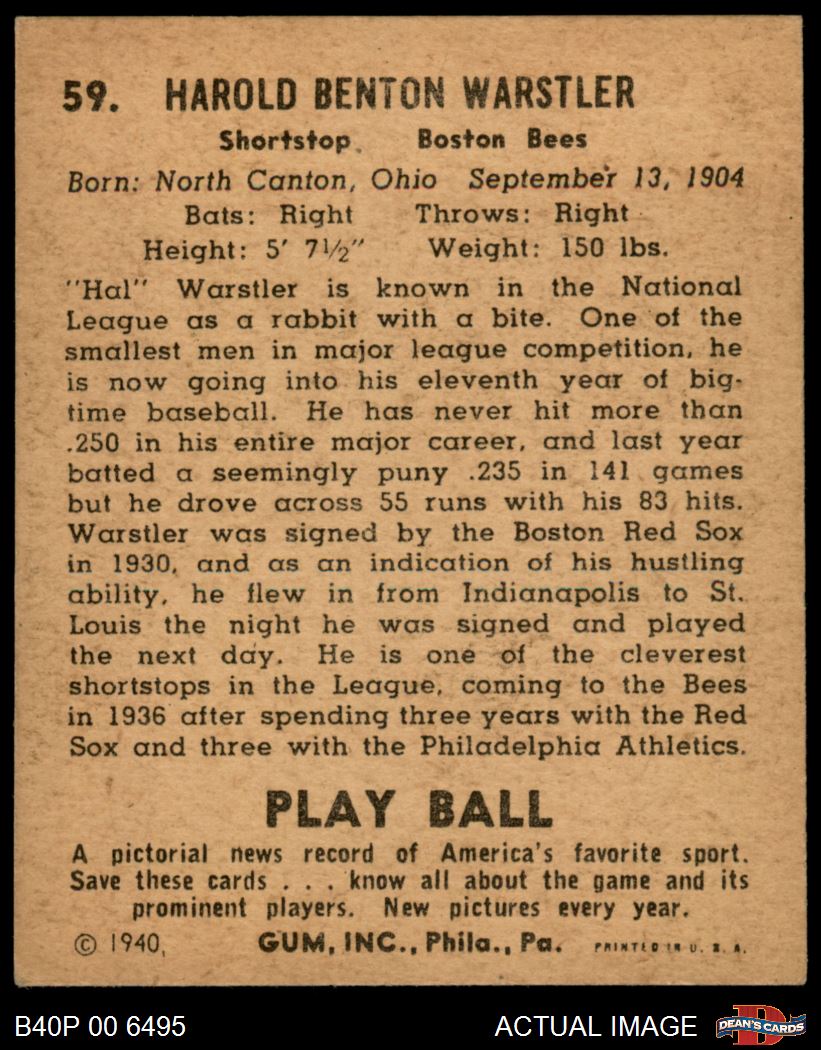 59. HAROLD BENTON WARSTLER
Shortstop. Boston Bees
Born: North Canton, Ohio September 13, 1904
Bats: Right Throws: Right
Height: 5' 7½" Weight: 150 lbs.
"Hal" Warstler is known in the National
League as a rabbit with a bite. One of the
smallest men in major league competition, he
is now going into his eleventh year of big-
time baseball. He has never hit more than
.250 in his entire major career, and last year
batted a seemingly puny .235 in 141 games
but he drove across 55 runs with his 83 hits.
Warstler was signed by the Boston Red Sox
in 1930, and as an indication of his hustling
ability, he flew in from Indianapolis to St.
Louis the night he was signed and played
the next day. He is one of the cleverest
shortstops in the League, coming to the Bees
in 1936 after spending three years with the Red
Sox and three with the Philadelphia Athletics.
PLAY BALL
A pictorial news record of America's favorite sport.
Save these cards . . . know all about the game and its
prominent players. New pictures every year.
© 1940, GUM, INC., Phila., Pa. PRINTED IN U. S. A.
B40P 00 6495 ACTUAL IMAGE D DEAN'S CARDS